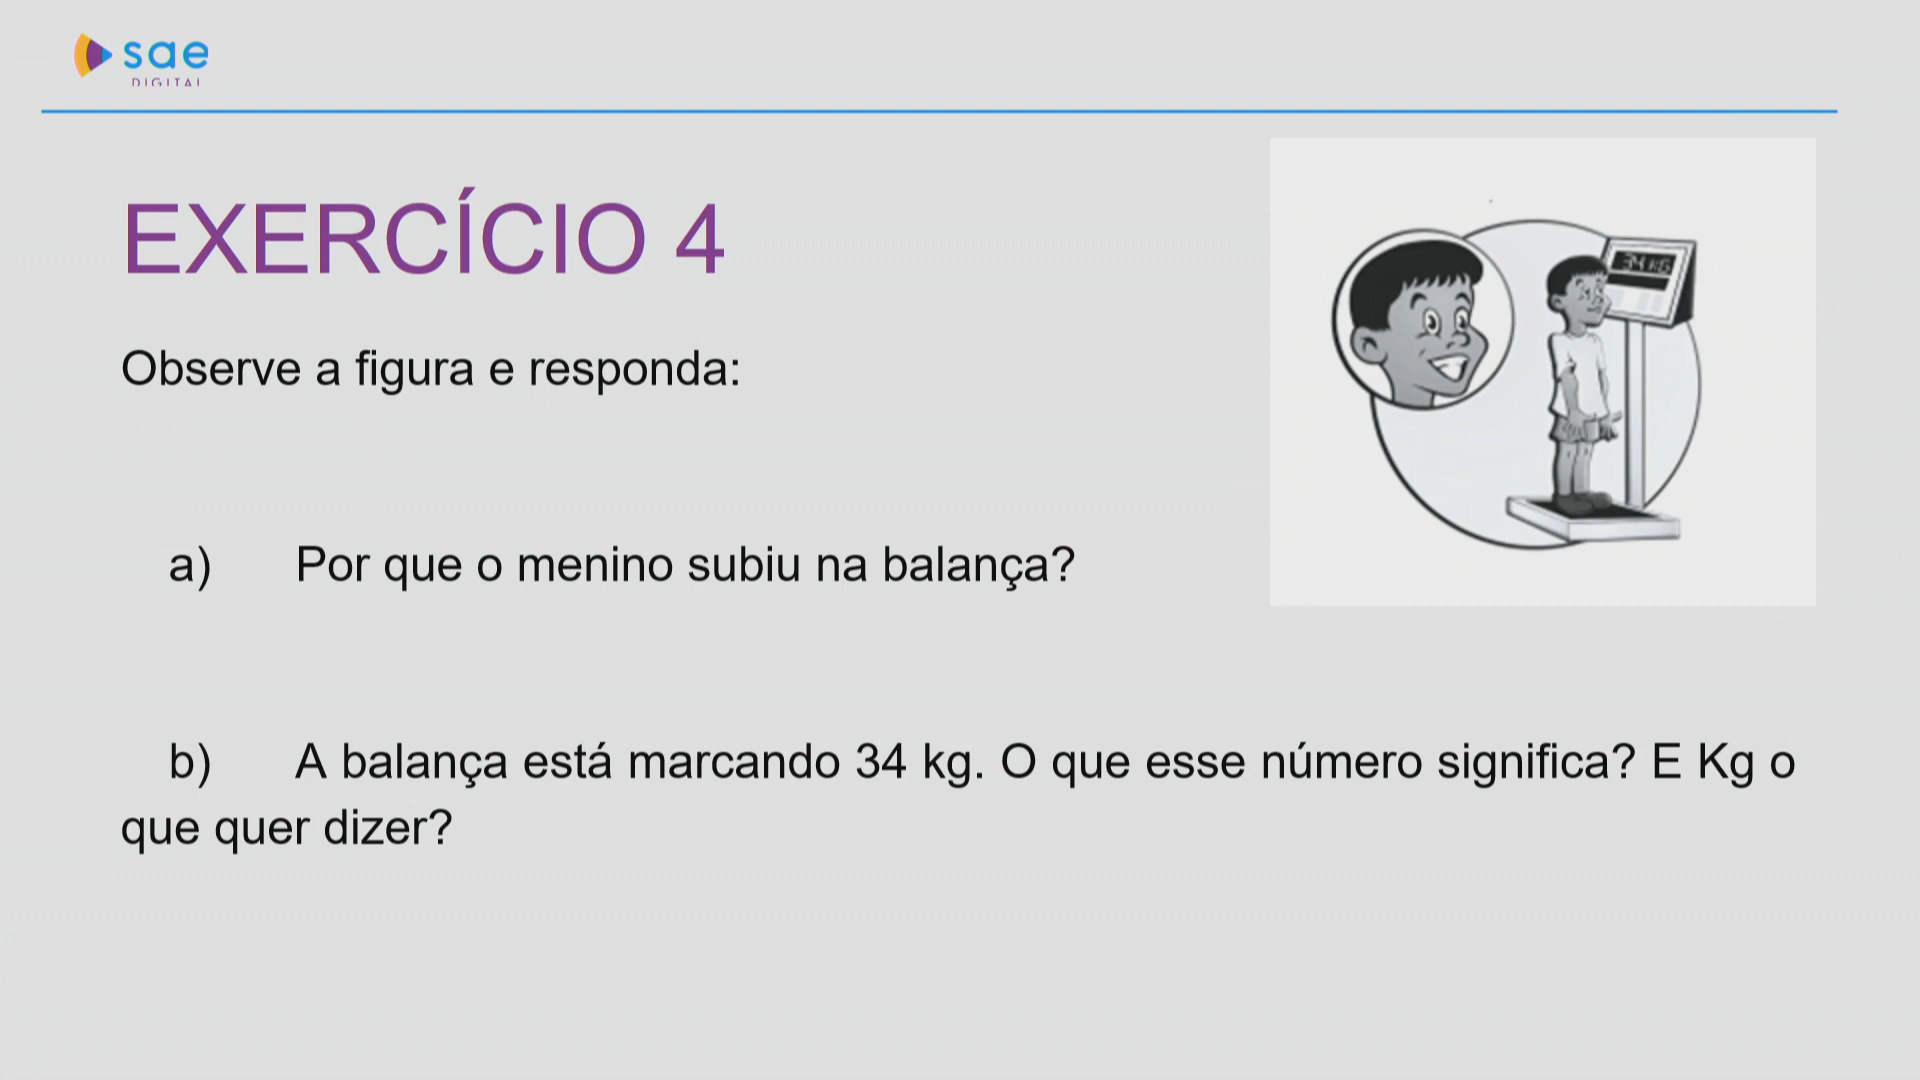 sae
DIGITAL
EXERCÍCIO 4
34 KG
Observe a figura e responda:
a) Por que o menino subiu na balança?
b) A balança está marcando 34 kg. O que esse número significa? E Kg o
que quer dizer?